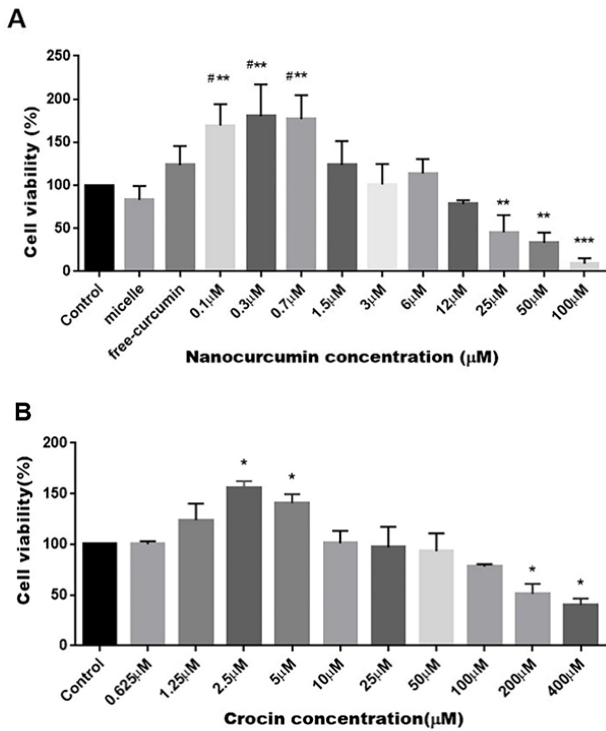 A
Cell viability (%)
250
200
150
100
50
0
#** #** #** ** ** ***
Control micelle free-curcumin 0.1μM 0.3μM 0.7μM 1.5μM 3μM 6μM 12μM 25μM 50μM 100μM
Nanocurcumin concentration (μM)
B
Cell viability(%)
200
150
100
50
0
* * * *
Control 0.625μM 1.25μM 2.5μM 5μM 10μM 25μM 50μM 100μM 200μM 400μM
Crocin concentration(μM)